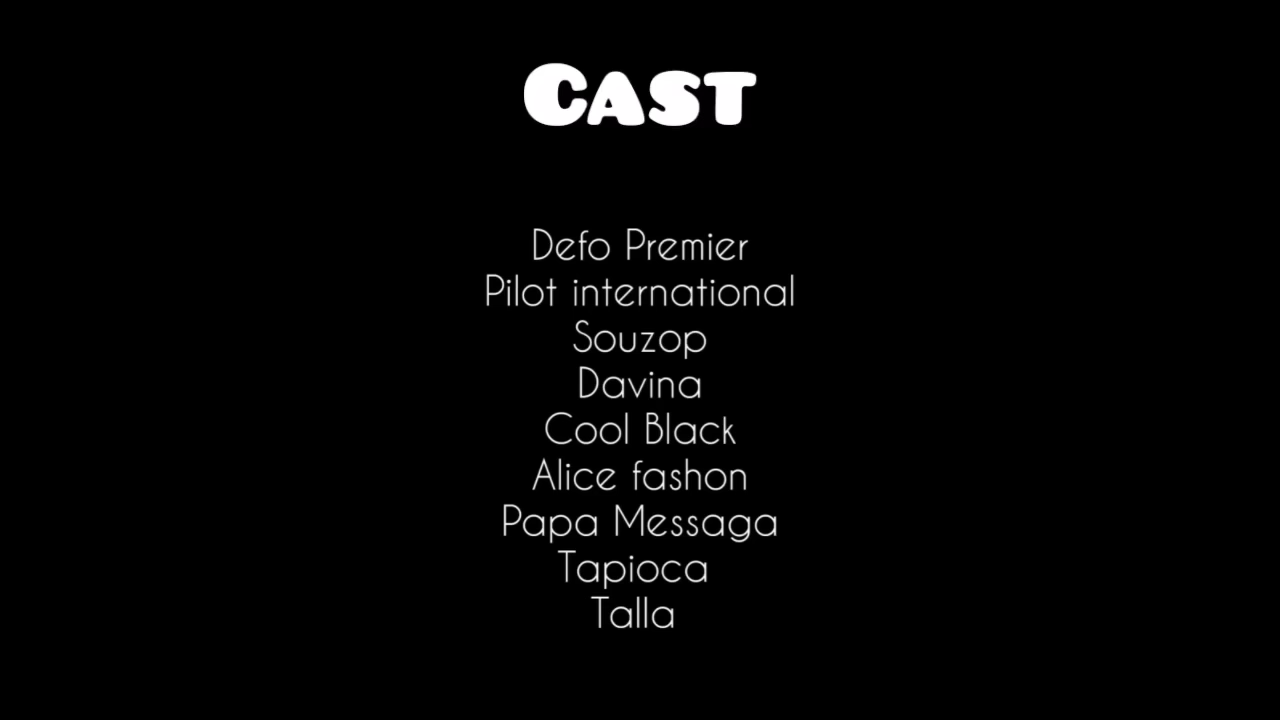 CAST
Defo Premier
Pilot international
Souzop
Davina
Cool Black
Alice fashon
Papa Messaga
Tapioca
Talla